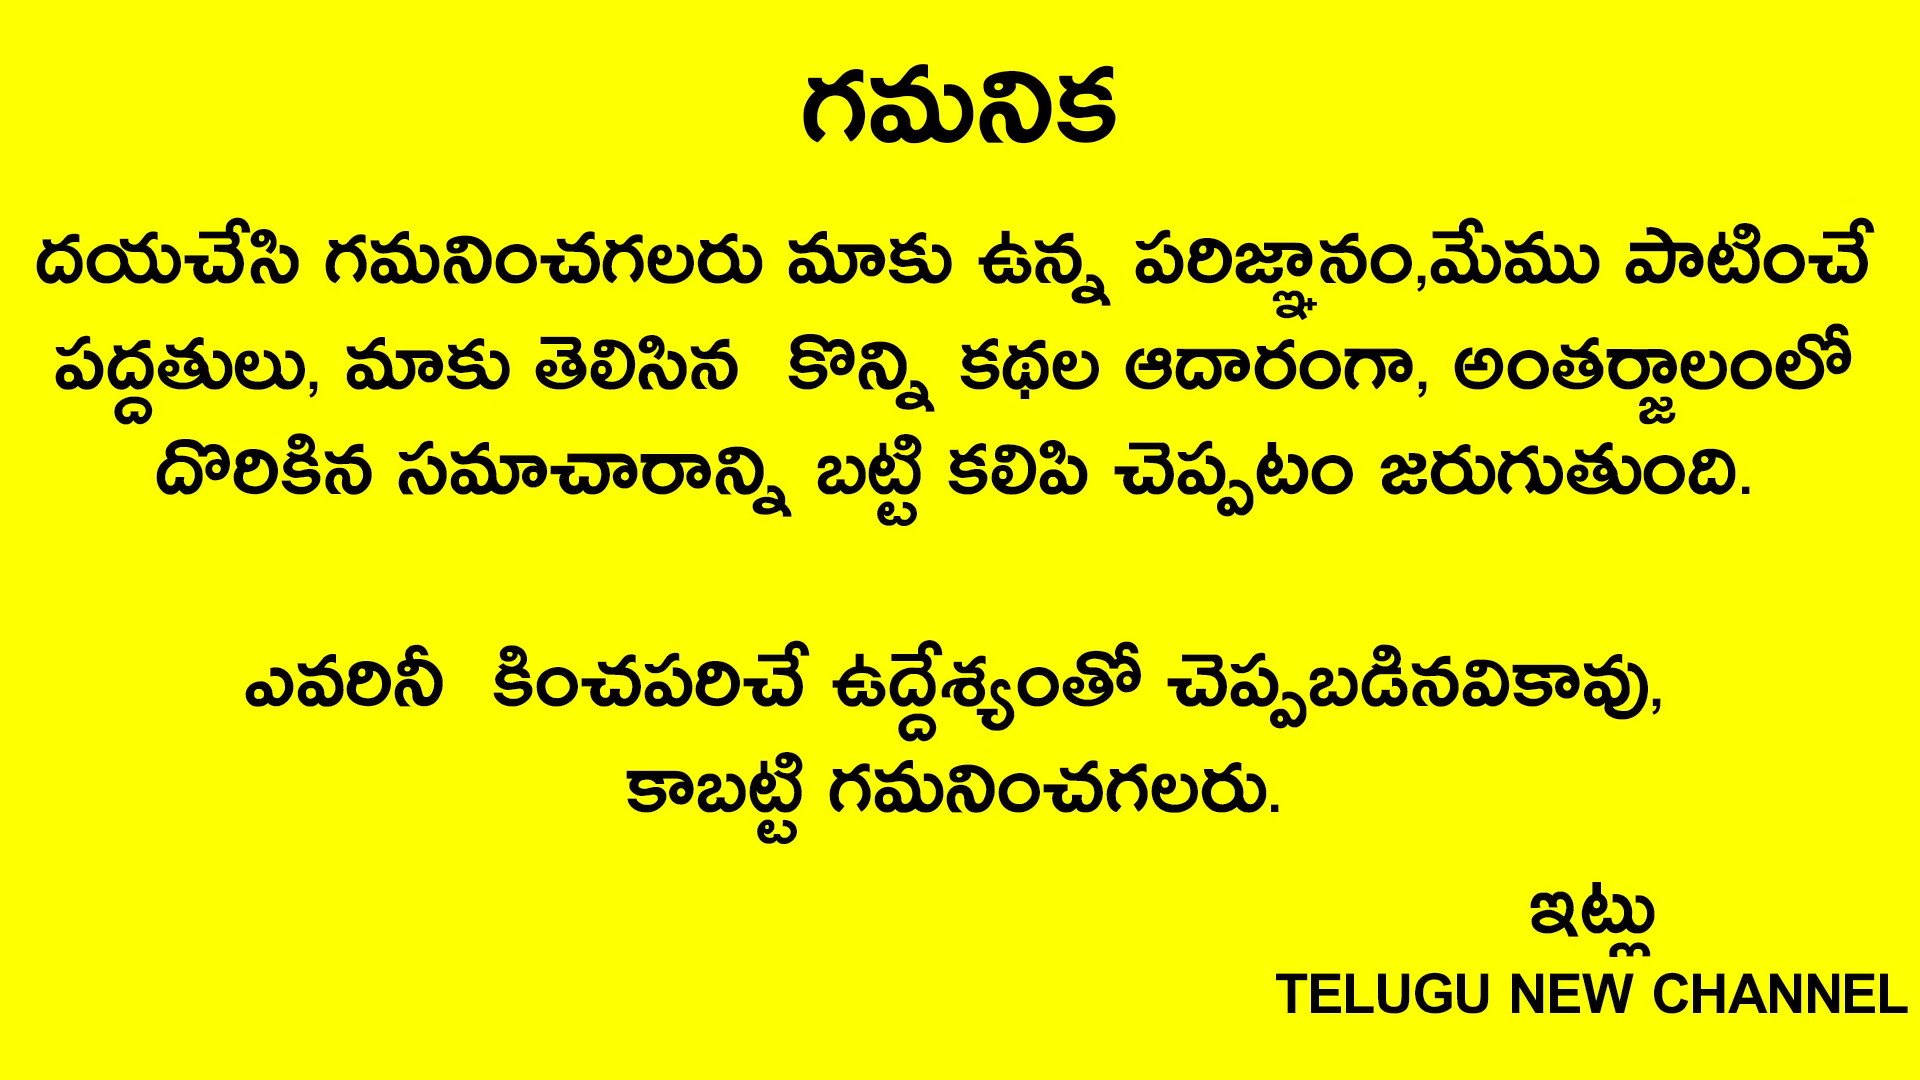 గమనిక
దయచేసి గమనించగలరు మాకు ఉన్న పరిజ్ఞానం,మేము పాటించే
పద్దతులు, మాకు తెలిసిన కొన్ని కథల ఆదారంగా, అంతర్జాలంలో
దొరికిన సమాచారాన్ని బట్టి కలిపి చెప్పటం జరుగుతుంది.
ఎవరినీ కించపరిచే ఉద్దేశ్యంతో చెప్పబడినవికావు,
కాబట్టి గమనించగలరు.
ఇట్లు
TELUGU NEW CHANNEL